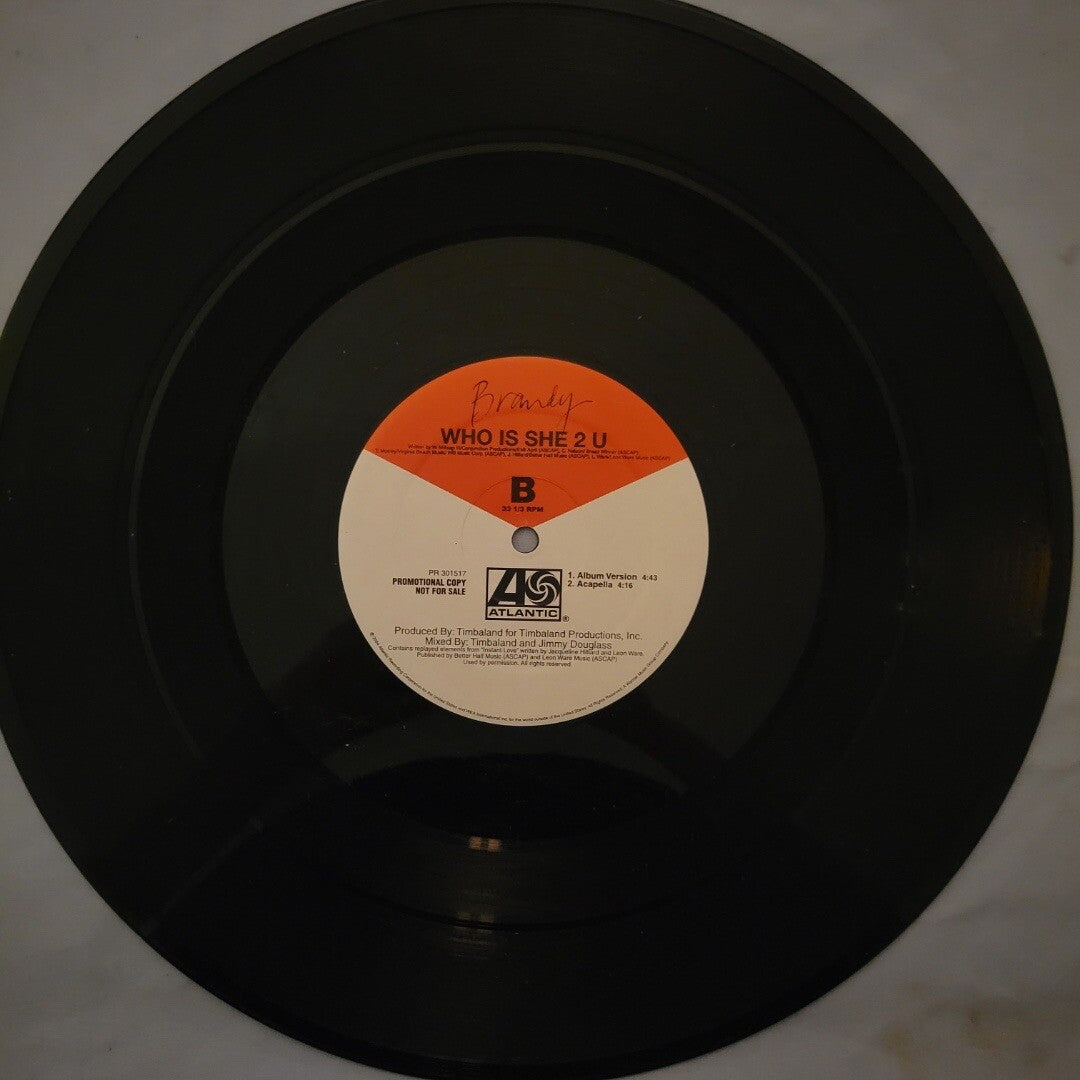 Brandy
WHO IS SHE 2 U
B
33 1/3 RPM
PR 301517
PROMOTIONAL COPY
NOT FOR SALE
ATLANTIC®
1. Album Version 4:43
2. Acapella 4:16
Produced By: Timbaland for Timbaland Productions, Inc.
Mixed By: Timbaland and Jimmy Douglass
Contains replayed elements from "Instant Love" written by Jacqueline Hilliard and Leon Ware.
Published by Better Half Music (ASCAP) and Leon Ware Music (ASCAP)
Used by permission. All rights reserved.